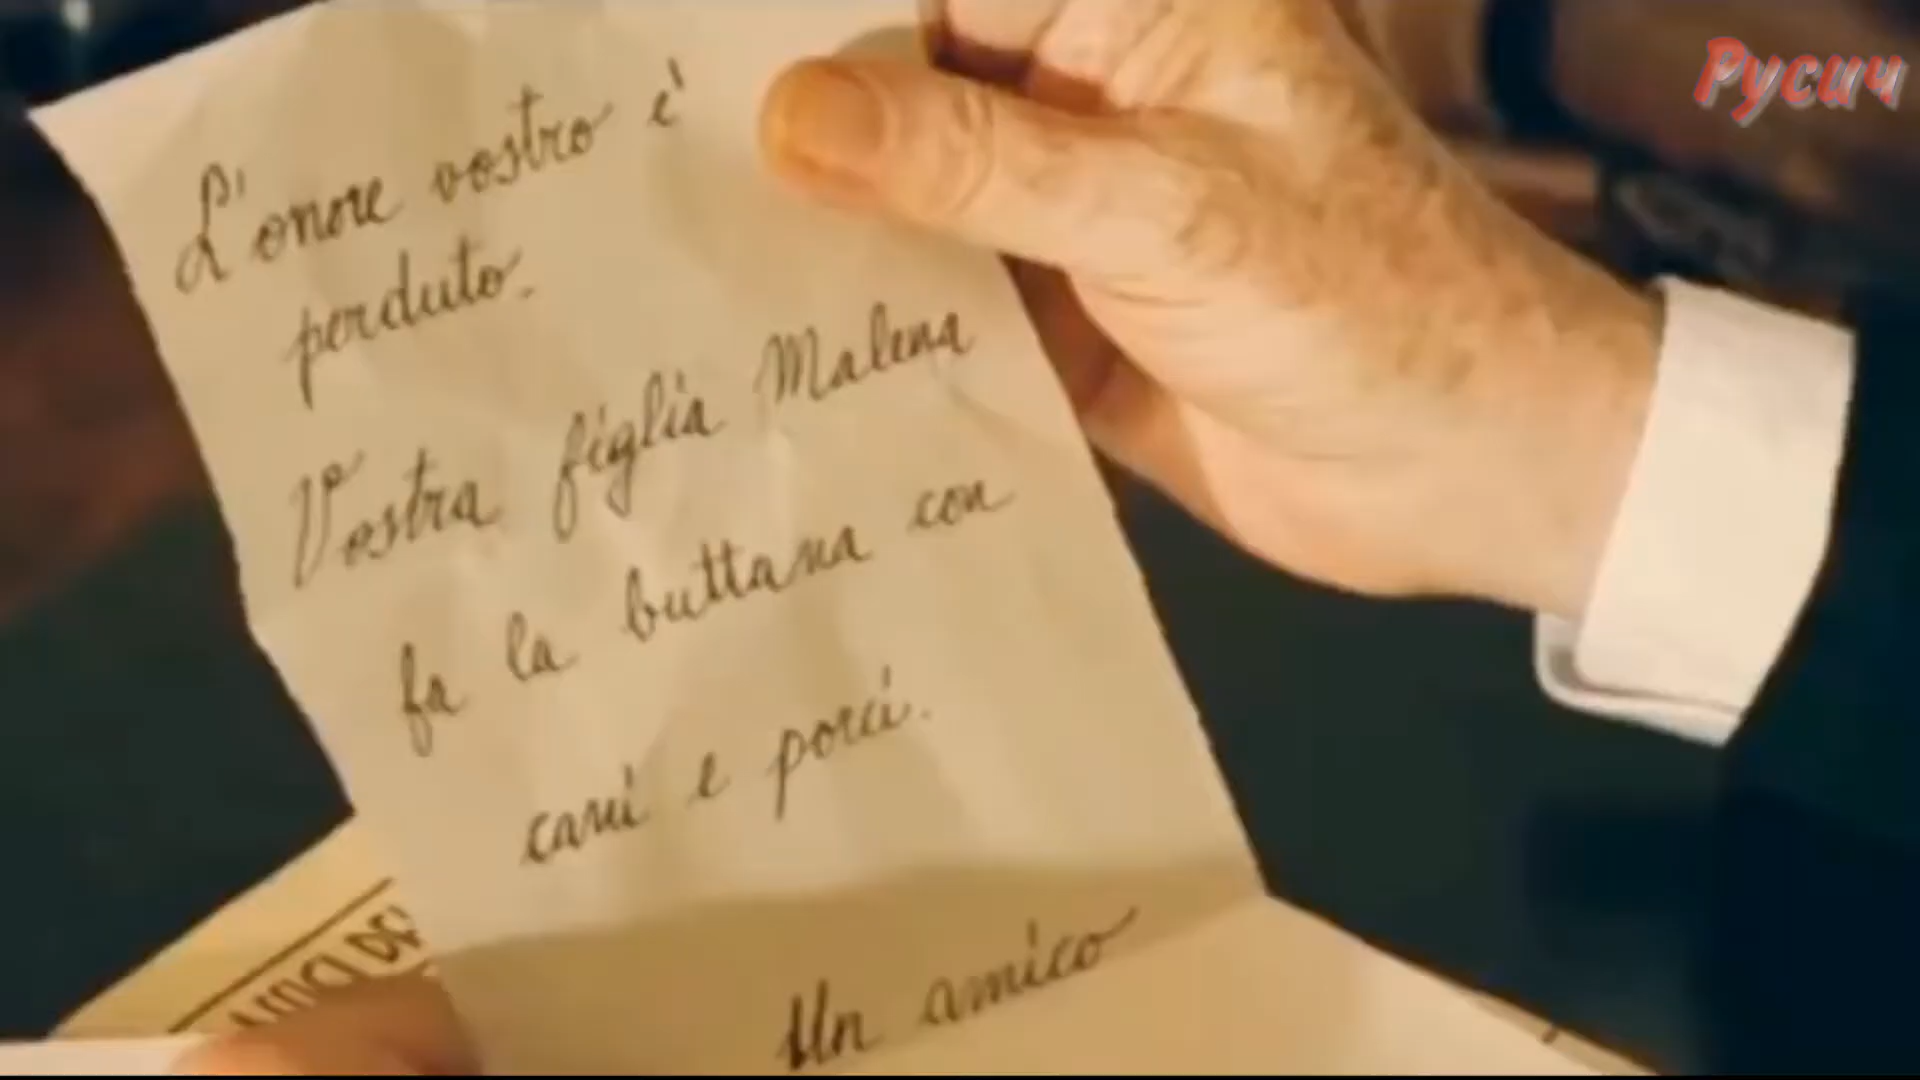 Русич
L'onore vostro è
perduto.
Vostra figlia Malena
fa la buttana con
cani e porci.
Un amico